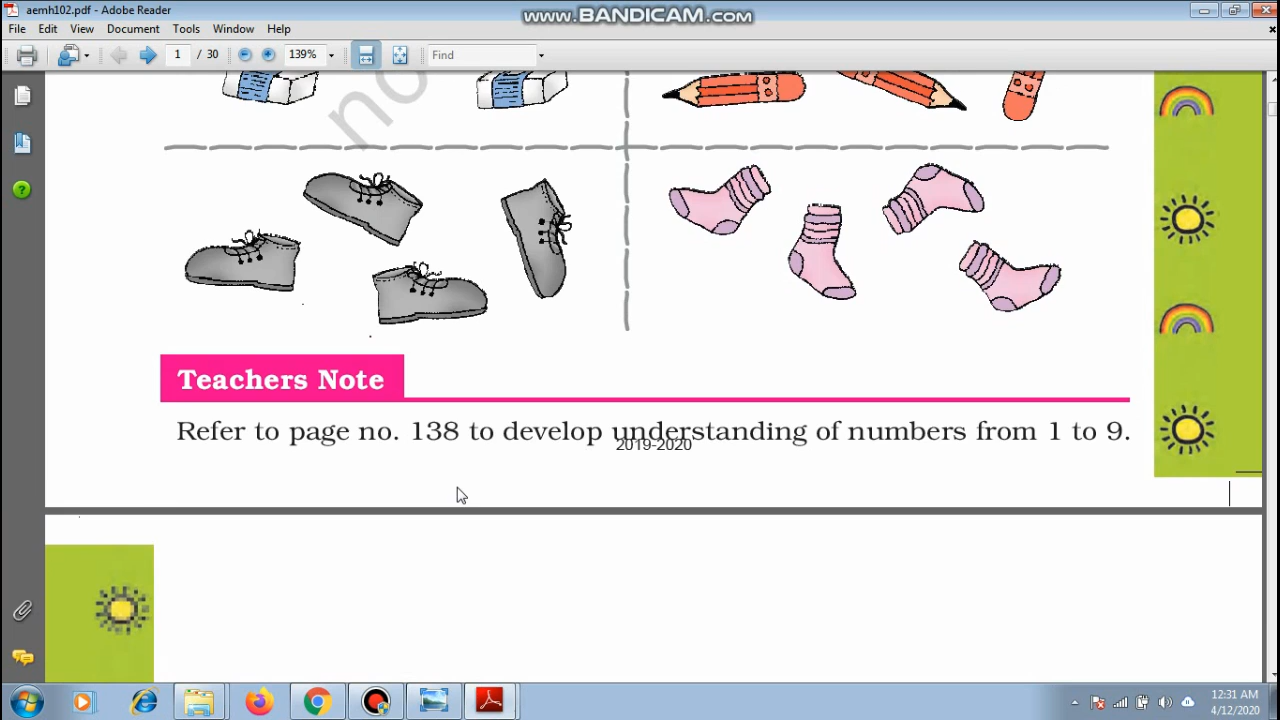 aemh102.pdf - Adobe Reader
www.BANDICAM.com
File Edit View Document Tools Window Help
1 / 30 139% Find
no
Teachers Note
Refer to page no. 138 to develop understanding of numbers from 1 to 9.
2019-2020
12:31 AM
4/12/2020